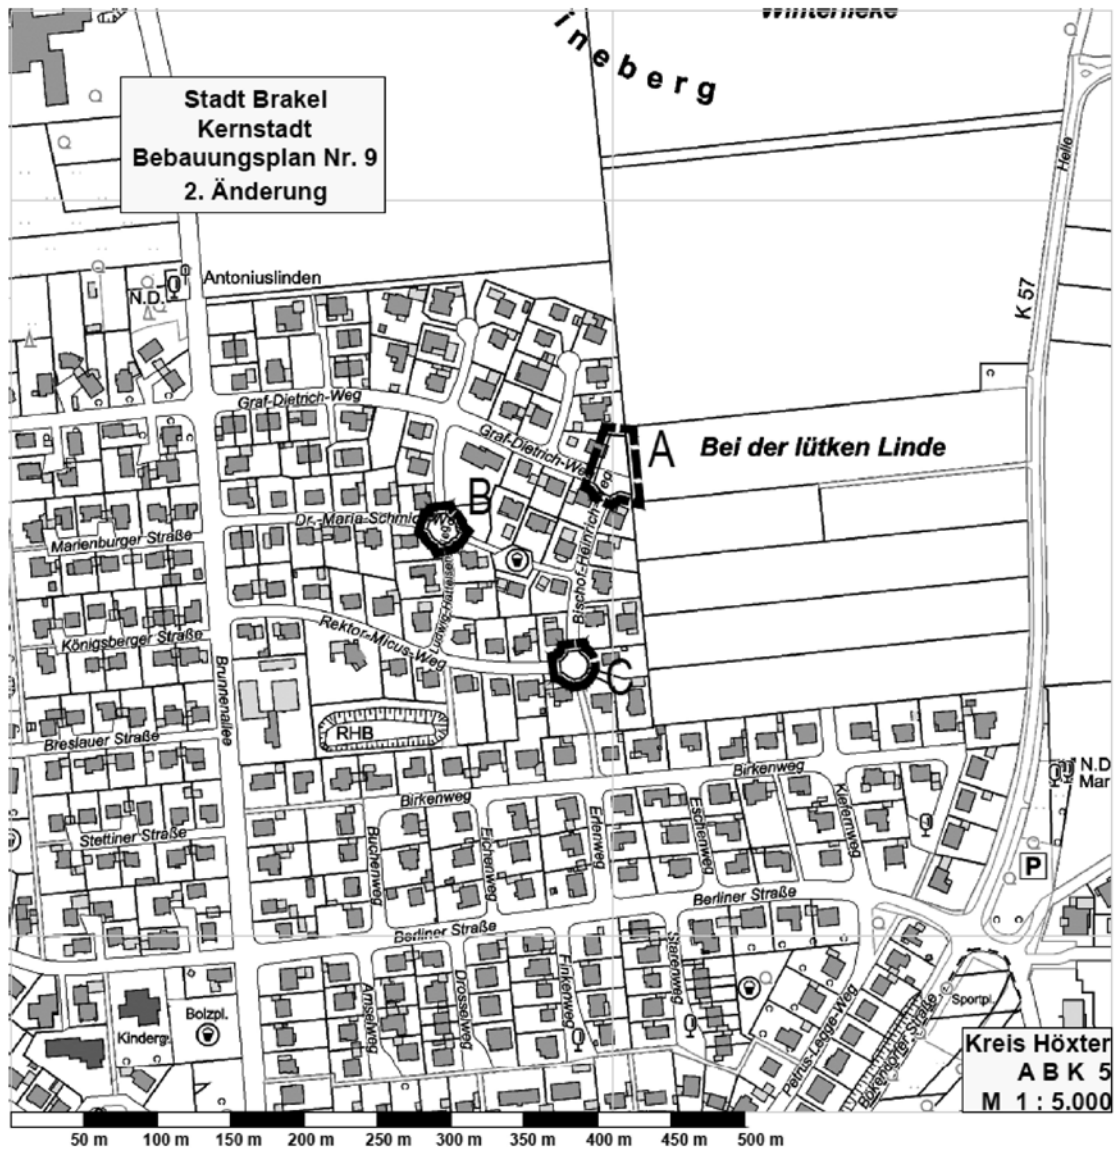 Winterlieke
ineberg
Stadt Brakel
Kernstadt
Bebauungsplan Nr. 9
2. Änderung
Helle
Antoniuslinden
N.D.
K 57
Graf-Dietrich-Weg
Graf-Dietrich-Weg
A
Bei der lütken Linde
B
Dr.-Maria-Schmidt-Weg
Marienburger Straße
Bischof-Heinrich-Weg
Königsberger Straße
Rektor-Micus-Weg
C
Brunnenallee
RHB
Breslauer Straße
Birkenweg
N.D
Mar
Birkenweg
Stettiner Straße
Buchenweg
Eichenweg
Erlenweg
Eschenweg
Kiefernweg
P
Berliner Straße
Berliner Straße
Amselweg
Drosselweg
Finkenweg
Starenweg
Bolzpl.
Kinderg.
Sportpl.
Petrus-Legge-Weg
Bökendorfer Straße
Kreis Höxter
A B K 5
M 1 : 5.000
50 m 100 m 150 m 200 m 250 m 300 m 350 m 400 m 450 m 500 m